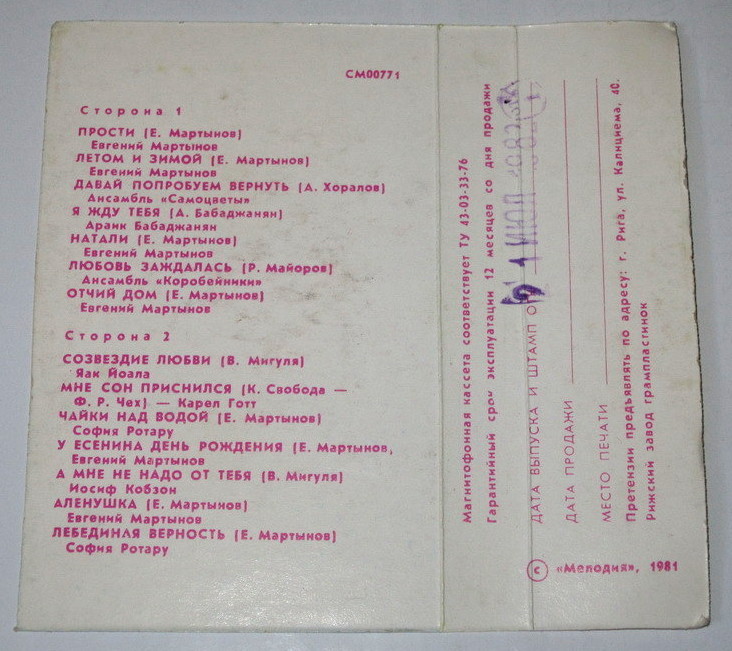 СМ00771
Сторона 1
ПРОСТИ (Е. Мартынов)
Евгений Мартынов
ЛЕТОМ И ЗИМОЙ (Е. Мартынов)
Евгений Мартынов
ДАВАЙ ПОПРОБУЕМ ВЕРНУТЬ (Д. Хоралов)
Ансамбль «Самоцветы»
Я ЖДУ ТЕБЯ (А. Бабаджанян)
Араик Бабаджанян
НАТАЛИ (Е. Мартынов)
Евгений Мартынов
ЛЮБОВЬ ЗАЖДАЛАСЬ (Р. Майоров)
Ансамбль «Коробейники»
ОТЧИЙ ДОМ (Е. Мартынов)
Евгений Мартынов
Сторона 2
СОЗВЕЗДИЕ ЛЮБВИ (В. Мигуля)
Яак Йоала
МНЕ СОН ПРИСНИЛСЯ (К. Свобода —
Ф. Р. Чех) — Карел Готт
ЧАЙКИ НАД ВОДОЙ (Е. Мартынов)
София Ротару
У ЕСЕНИНА ДЕНЬ РОЖДЕНИЯ (Е. Мартынов,
Евгений Мартынов
А МНЕ НЕ НАДО ОТ ТЕБЯ (В. Мигуля)
Иосиф Кобзон
АЛЕНУШКА (Е. Мартынов)
Евгений Мартынов
ЛЕБЕДИНАЯ ВЕРНОСТЬ (Е. Мартынов)
София Ротару
Магнитофонная кассета соответствует ТУ 43-03-33-76
Гарантийный срок эксплуатации 12 месяцев со дня продажи
ДАТА ВЫПУСКА И ШТАМП
ДАТА ПРОДАЖИ
МЕСТО ПЕЧАТИ
Претензии предъявлять по адресу: г. Рига, ул. Калнциема, 40.
Рижский завод грампластинок
© «Мелодия», 1981